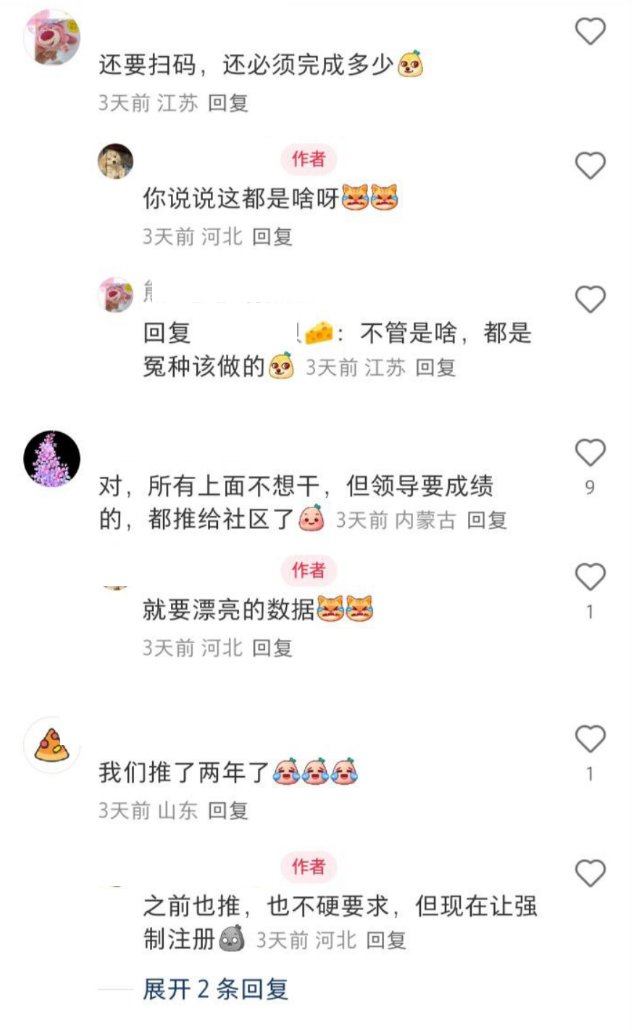 还要扫码，还必须完成多少
3天前 江苏 回复
作者
你说说这都是啥呀
3天前 河北 回复
回复 ：不管是啥，都是
冤种该做的 3天前 江苏 回复
对，所有上面不想干，但领导要成绩
9
的，都推给社区了 3天前 内蒙古 回复
作者
就要漂亮的数据
1
3天前 河北 回复
我们推了两年了
1
3天前 山东 回复
作者
之前也推，也不硬要求，但现在让强
制注册 3天前 河北 回复
展开 2 条回复